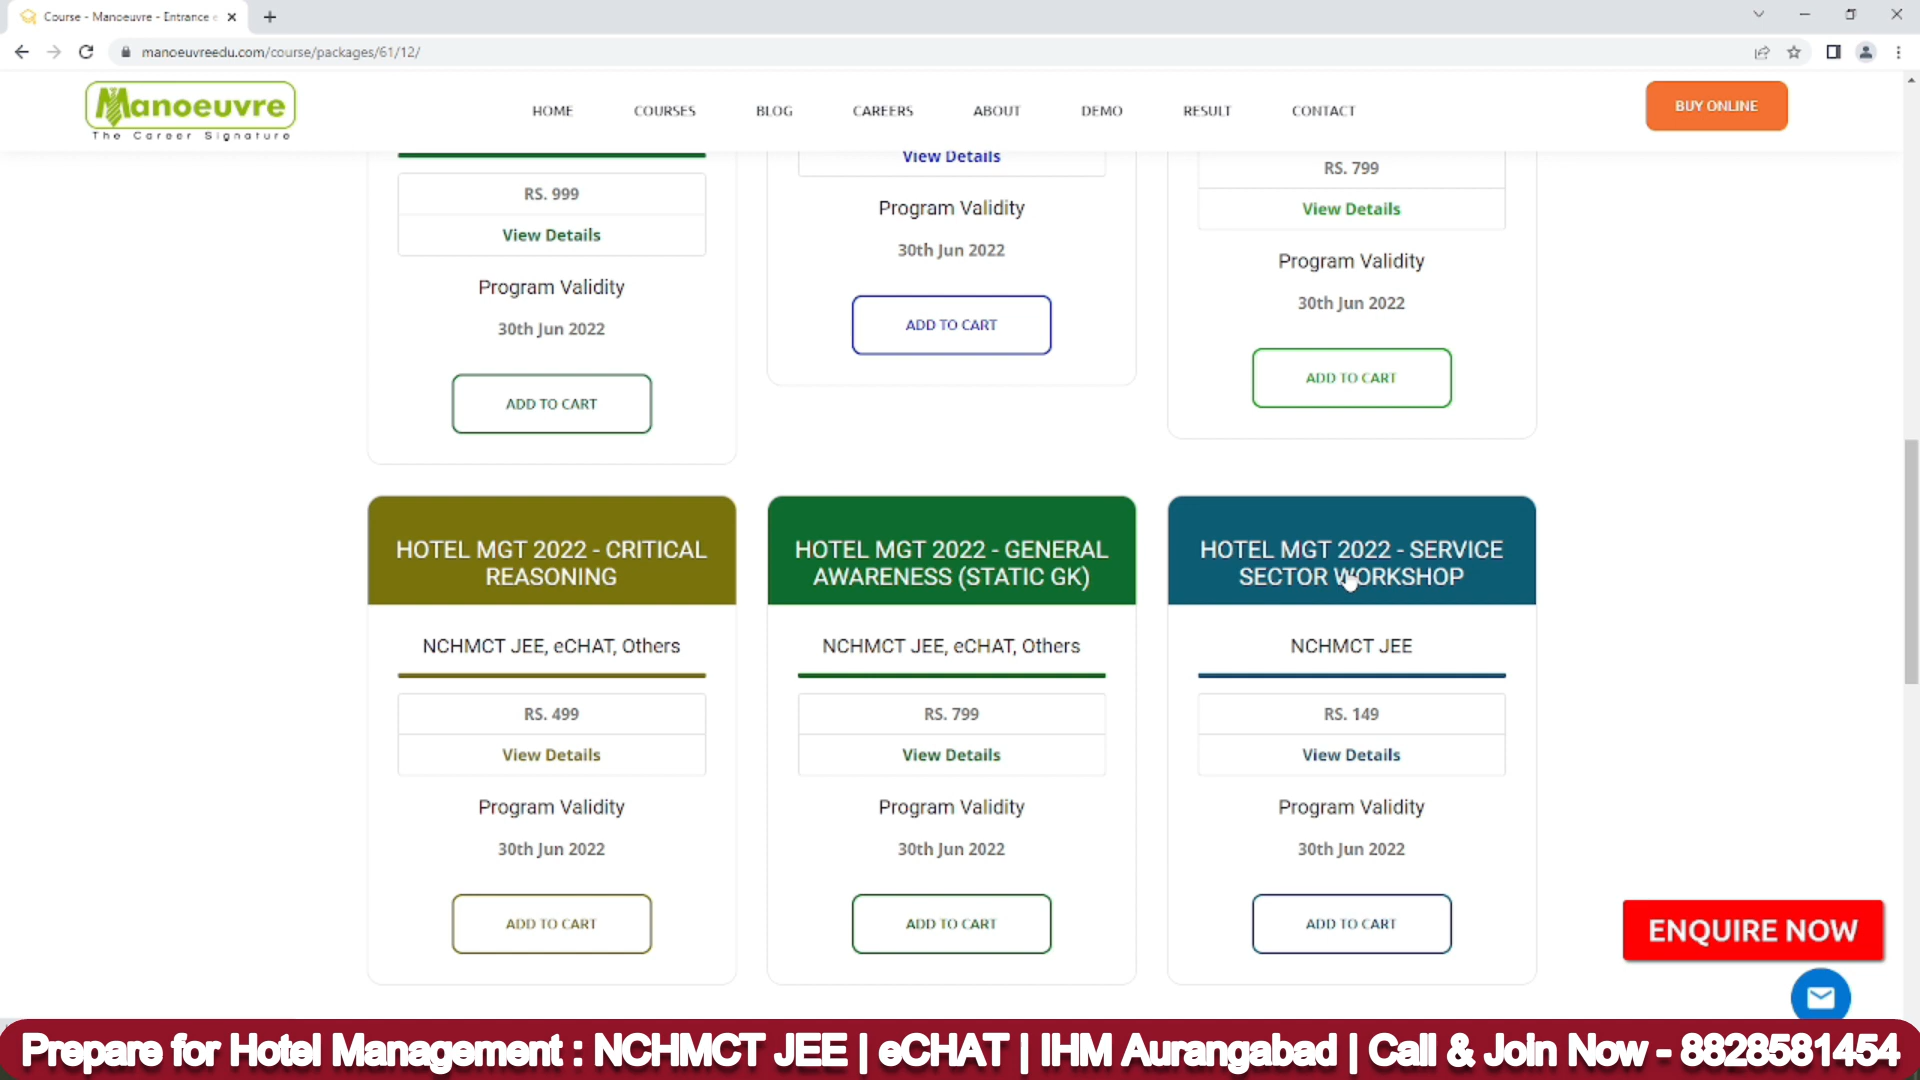 Course - Manoeuvre - Entrance e
manoeuvreedu.com/course/packages/61/12/
Manoeuvre
The Career Signature
HOME COURSES BLOG CAREERS ABOUT DEMO RESULT CONTACT
BUY ONLINE
RS. 999
View Details
Program Validity
30th Jun 2022
ADD TO CART
View Details
Program Validity
30th Jun 2022
ADD TO CART
RS. 799
View Details
Program Validity
30th Jun 2022
ADD TO CART
HOTEL MGT 2022 - CRITICAL
REASONING
NCHMCT JEE, eCHAT, Others
RS. 499
View Details
Program Validity
30th Jun 2022
ADD TO CART
HOTEL MGT 2022 - GENERAL
AWARENESS (STATIC GK)
NCHMCT JEE, eCHAT, Others
RS. 799
View Details
Program Validity
30th Jun 2022
ADD TO CART
HOTEL MGT 2022 - SERVICE
SECTOR WORKSHOP
NCHMCT JEE
RS. 149
View Details
Program Validity
30th Jun 2022
ADD TO CART
ENQUIRE NOW
Prepare for Hotel Management : NCHMCT JEE | eCHAT | IHM Aurangabad | Call & Join Now - 8828581454